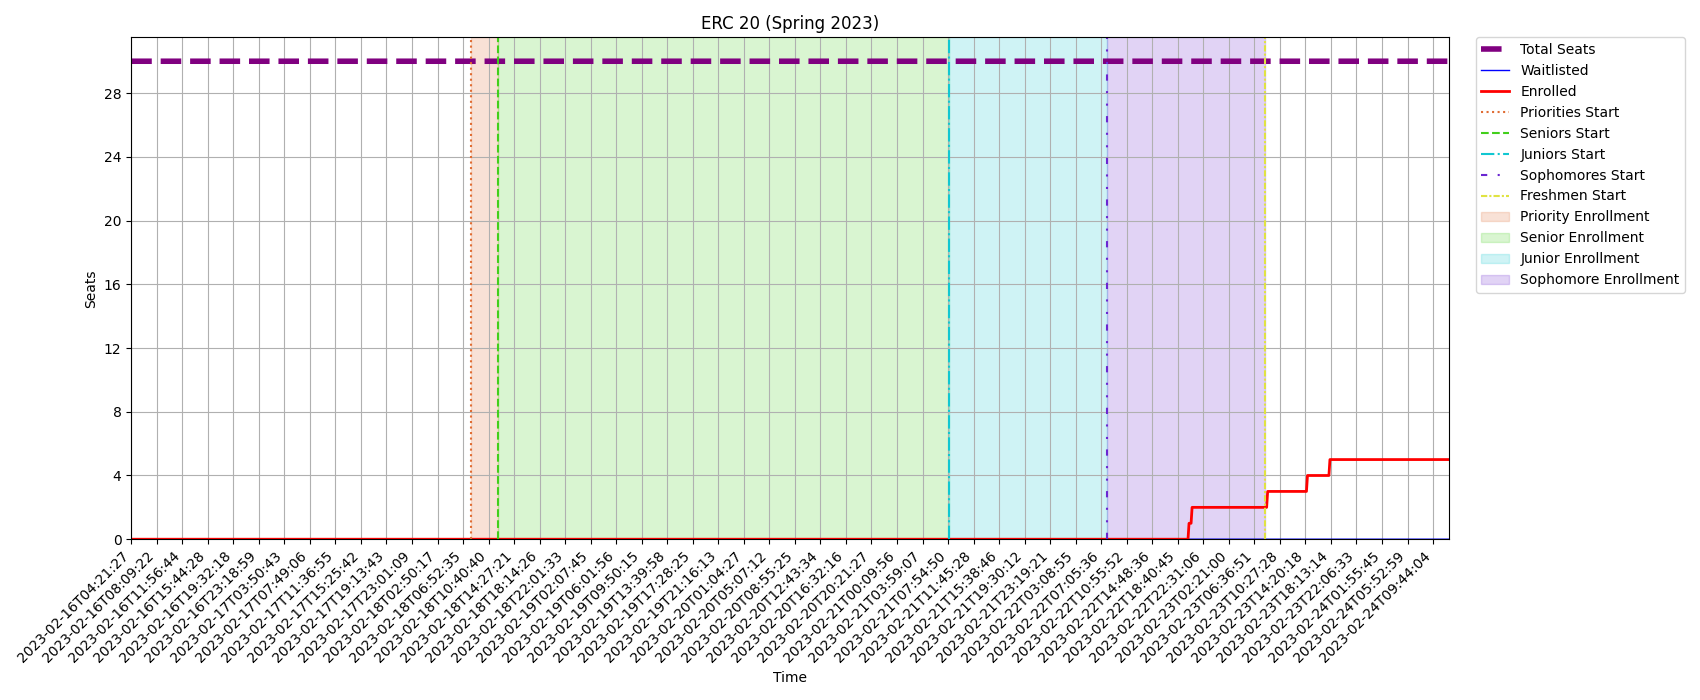 ERC 20 (Spring 2023)
Total Seats
Waitlisted
Enrolled
Priorities Start
Seniors Start
Juniors Start
Sophomores Start
Freshmen Start
Priority Enrollment
Senior Enrollment
Junior Enrollment
Sophomore Enrollment
Seats
28
24
20
16
12
8
4
0
2023-02-16T04:21:27
2023-02-16T08:09:22
2023-02-16T11:56:44
2023-02-16T15:44:28
2023-02-16T19:32:18
2023-02-16T23:18:59
2023-02-17T03:50:43
2023-02-17T07:49:06
2023-02-17T11:36:55
2023-02-17T15:25:42
2023-02-17T19:13:43
2023-02-17T23:01:09
2023-02-18T02:50:17
2023-02-18T06:52:35
2023-02-18T10:40:40
2023-02-18T14:27:21
2023-02-18T18:14:26
2023-02-18T22:01:33
2023-02-19T02:07:45
2023-02-19T06:01:56
2023-02-19T09:50:15
2023-02-19T13:39:58
2023-02-19T17:28:25
2023-02-19T21:16:13
2023-02-20T01:04:27
2023-02-20T05:07:12
2023-02-20T08:55:25
2023-02-20T12:43:34
2023-02-20T16:32:16
2023-02-20T20:21:27
2023-02-21T00:09:56
2023-02-21T03:59:07
2023-02-21T07:54:50
2023-02-21T11:45:28
2023-02-21T15:38:46
2023-02-21T19:30:12
2023-02-21T23:19:21
2023-02-22T03:08:55
2023-02-22T07:05:36
2023-02-22T10:55:52
2023-02-22T14:48:36
2023-02-22T18:40:45
2023-02-22T22:31:06
2023-02-23T02:21:00
2023-02-23T06:36:51
2023-02-23T10:27:28
2023-02-23T14:20:18
2023-02-23T18:13:14
2023-02-23T22:06:33
2023-02-24T01:55:45
2023-02-24T05:52:59
2023-02-24T09:44:04
Time